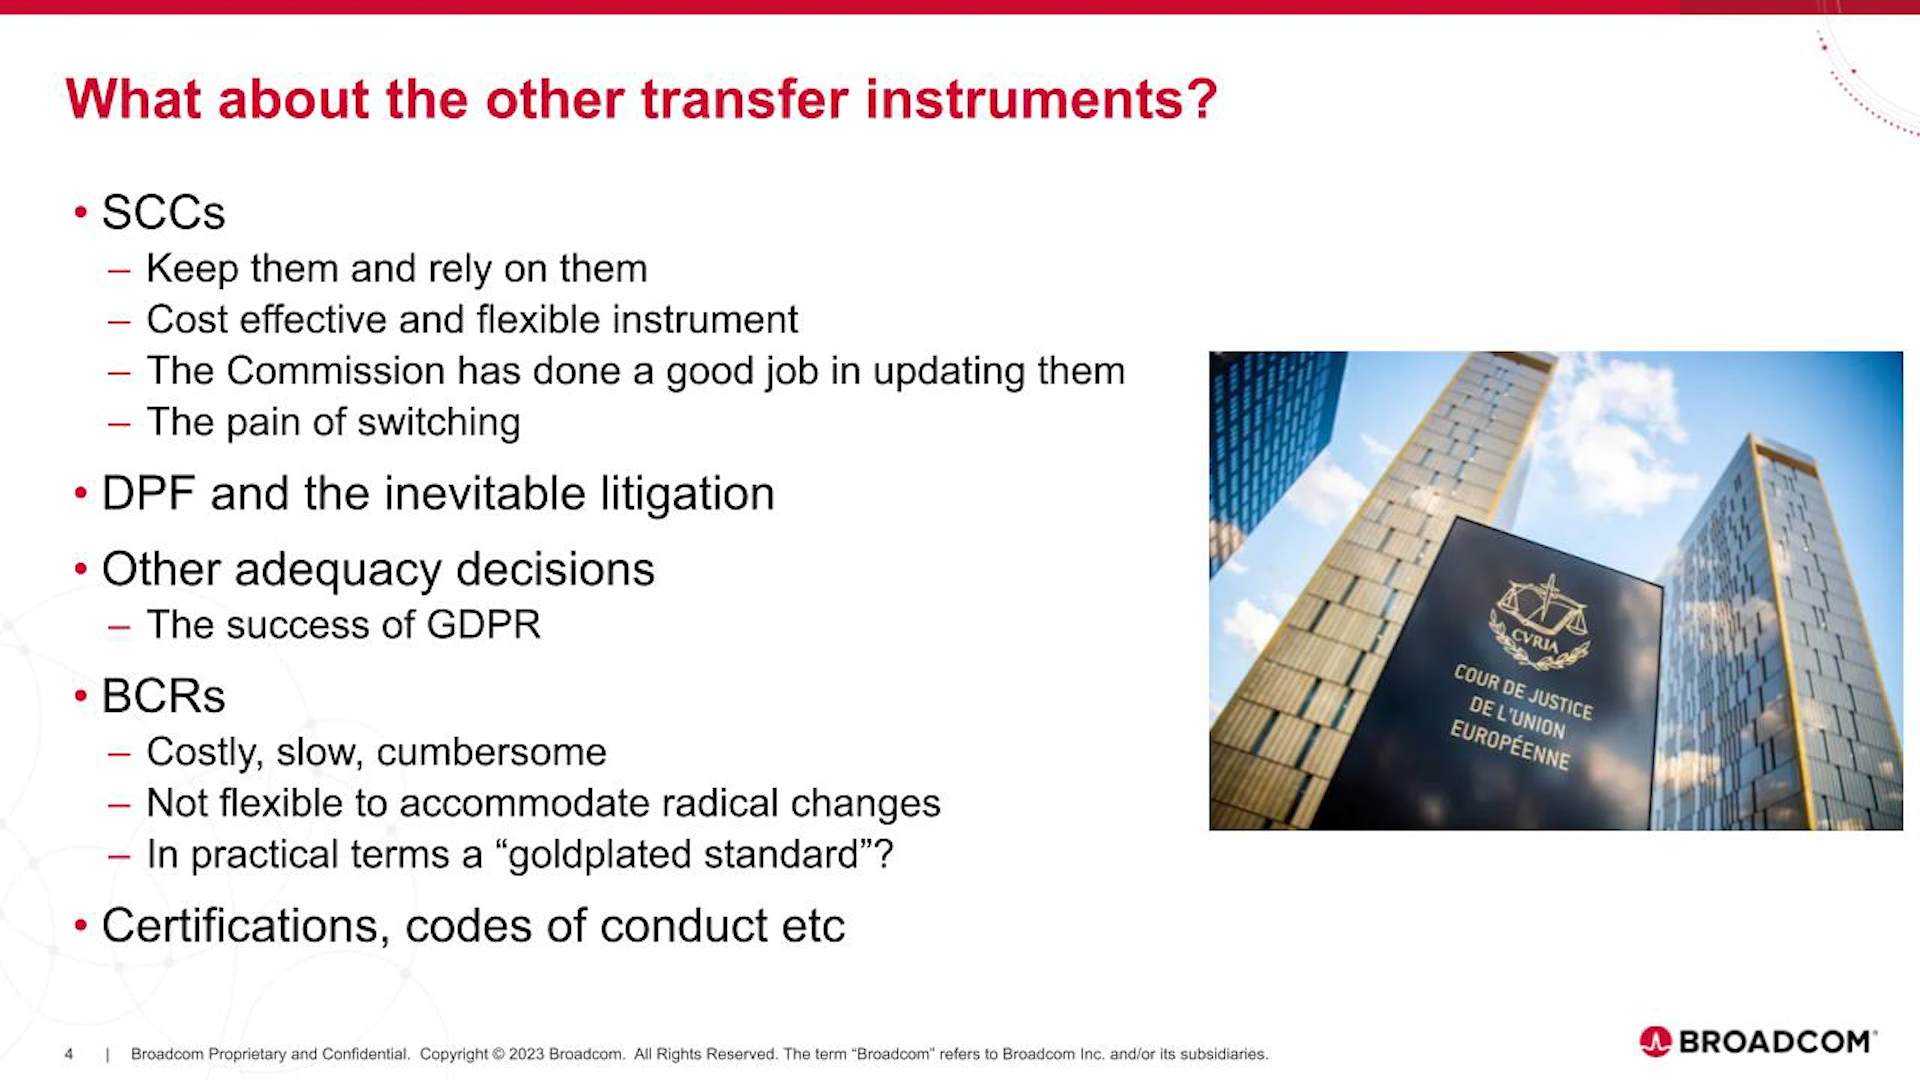 What about the other transfer instruments?
• SCCs
– Keep them and rely on them
– Cost effective and flexible instrument
– The Commission has done a good job in updating them
– The pain of switching
• DPF and the inevitable litigation
• Other adequacy decisions
– The success of GDPR
• BCRs
– Costly, slow, cumbersome
– Not flexible to accommodate radical changes
– In practical terms a “goldplated standard”?
• Certifications, codes of conduct etc
CVRIA
COUR DE JUSTICE
DE L'UNION
EUROPÉENNE
4 | Broadcom Proprietary and Confidential. Copyright © 2023 Broadcom. All Rights Reserved. The term “Broadcom” refers to Broadcom Inc. and/or its subsidiaries.
BROADCOM